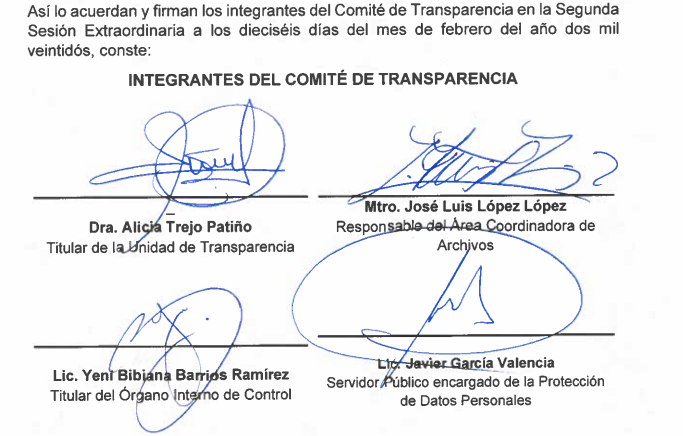 Así lo acuerdan y firman los integrantes del Comité de Transparencia en la Segunda
Sesión Extraordinaria a los dieciséis días del mes de febrero del año dos mil
veintidós, conste:
INTEGRANTES DEL COMITÉ DE TRANSPARENCIA
Dra. Alicia Trejo Patiño
Titular de la Unidad de Transparencia
Mtro. José Luis López López
Responsable del Área Coordinadora de
Archivos
Lic. Yeni Bibiana Barrios Ramírez
Titular del Órgano Interno de Control
Lic. Javier García Valencia
Servidor Público encargado de la Protección
de Datos Personales